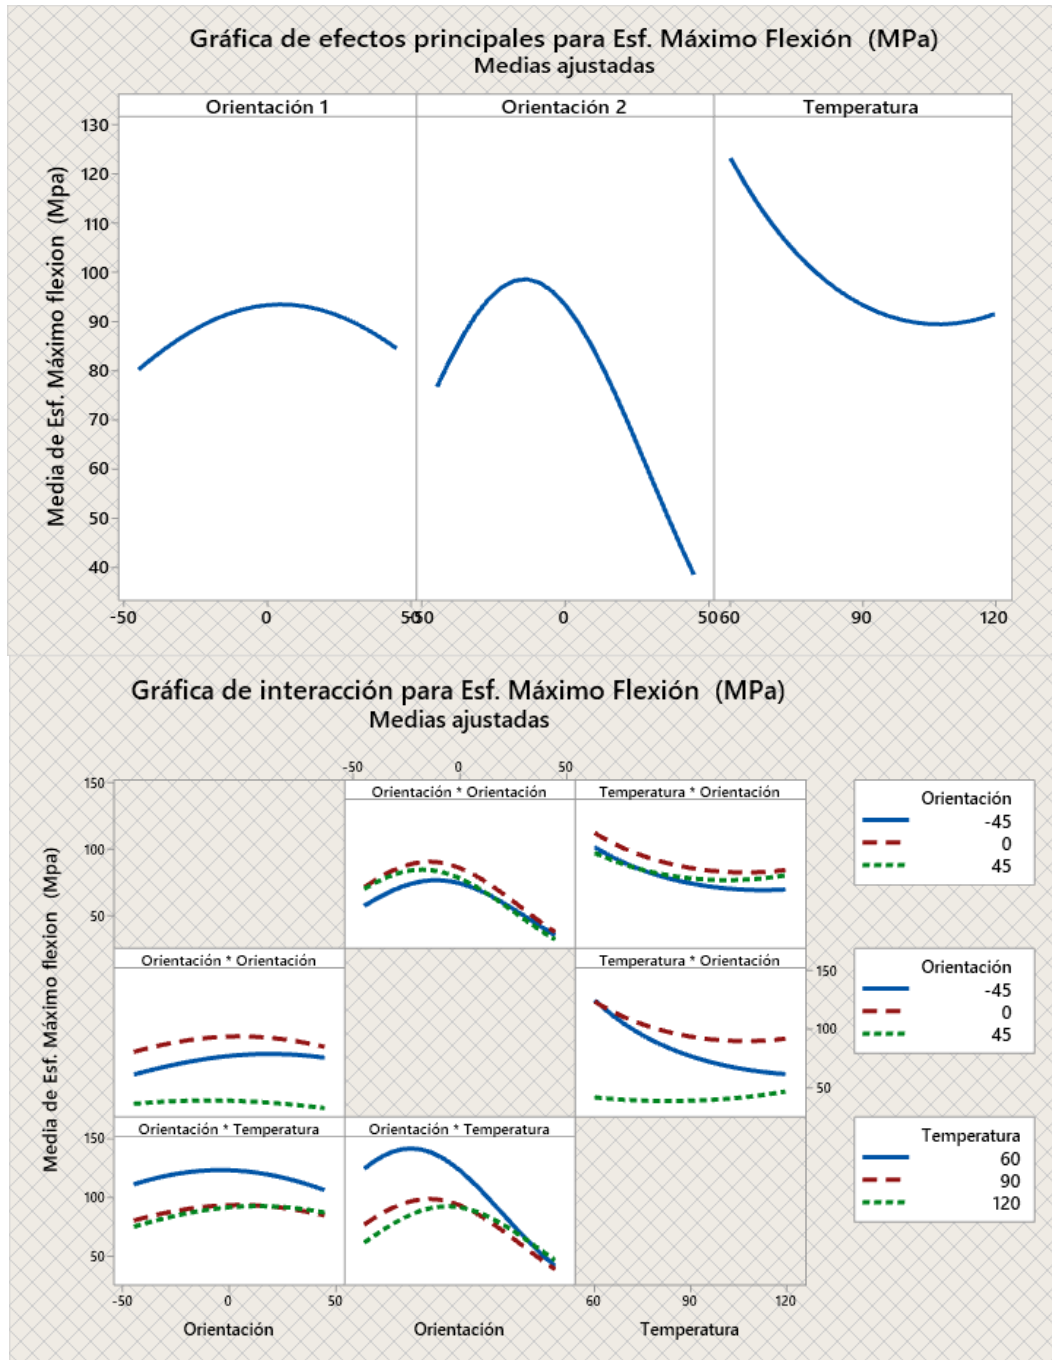 Gráfica de efectos principales para Esf. Máximo Flexión (MPa)
Medias ajustadas
Orientación 1 Orientación 2 Temperatura
Media de Esf. Máximo flexion (Mpa)
130
120
110
100
90
80
70
60
50
40
-50 0 50 -50 0 50 60 90 120
Gráfica de interacción para Esf. Máximo Flexión (MPa)
Medias ajustadas
-50 0 50
Orientación * Orientación Temperatura * Orientación
150
100
50
Orientación
-45
0
45
Media de Esf. Máximo flexion (Mpa)
Orientación * Orientación Temperatura * Orientación
150
100
50
Orientación
-45
0
45
Orientación * Temperatura Orientación * Temperatura
150
100
50
Temperatura
60
90
120
-50 0 50 60 90 120
Orientación Orientación Temperatura